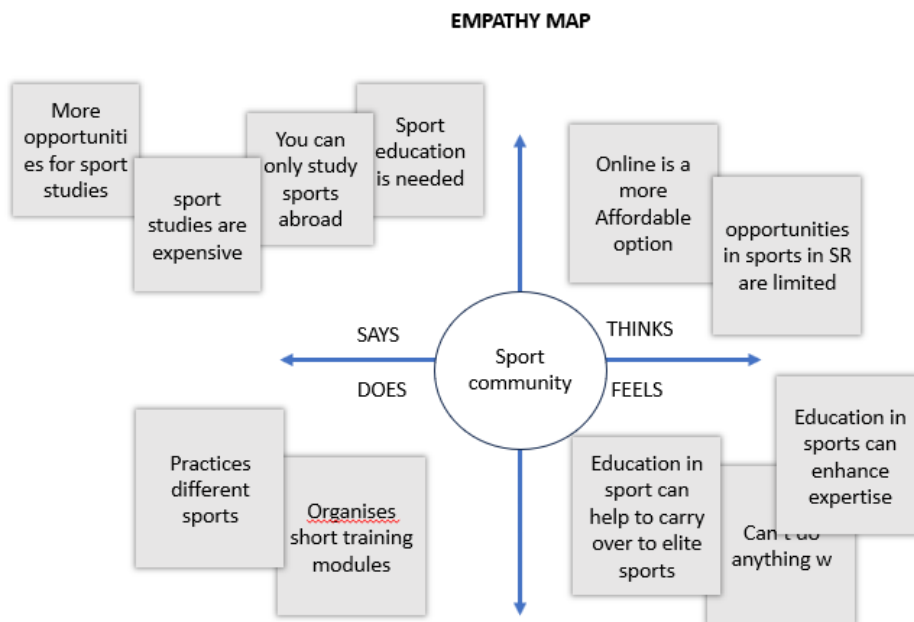 EMPATHY MAP
More
opportuniti
es for sport
studies
sport
studies are
expensive
You can
only study
sports
abroad
Sport
education
is needed
Online is a
more
Affordable
option
opportunities
in sports in SR
are limited
SAYS
THINKS
Sport
community
DOES
FEELS
Practices
different
sports
Organises
short training
modules
Education in
sport can
help to carry
over to elite
sports
Can't do
anything w
Education in
sports can
enhance
expertise